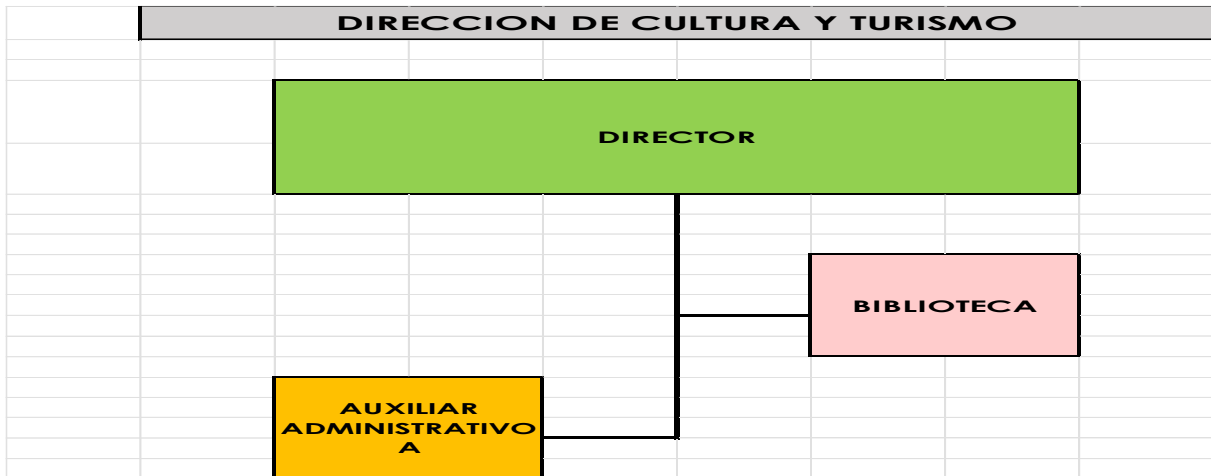 DIRECCION DE CULTURA Y TURISMO
DIRECTOR
BIBLIOTECA
AUXILIAR
ADMINISTRATIVO
A